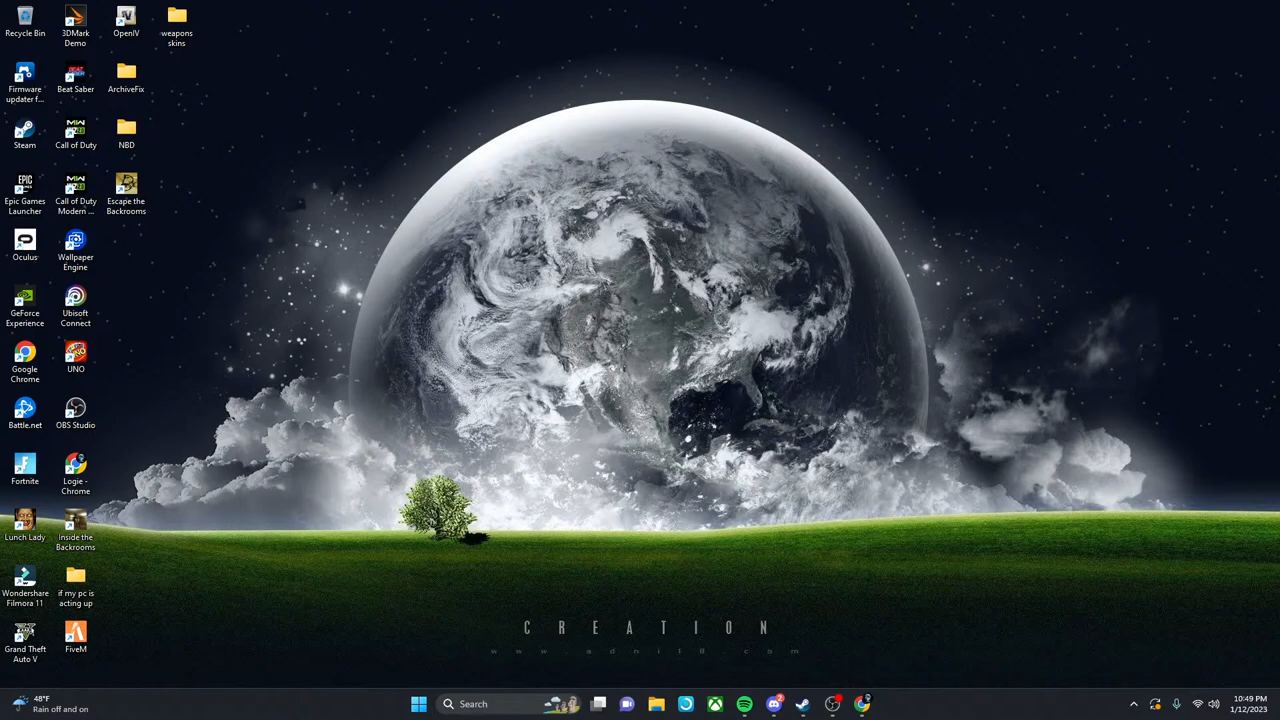 Recycle Bin
3DMark
Demo
OpenIV
weapons
skins
Firmware
updater f...
Beat Saber
ArchiveFix
Steam
Call of Duty
NBD
Epic Games
Launcher
Call of Duty
Modern ...
Escape the
Backrooms
Oculus
Wallpaper
Engine
GeForce
Experience
Ubisoft
Connect
Google
Chrome
UNO
Battle.net
OBS Studio
Fortnite
Logie -
Chrome
Lunch Lady
Inside the
Backrooms
Wondershare
Filmora 11
if my pc is
acting up
Grand Theft
Auto V
FiveM
CREATION
48°F
Rain off and on
Search
2
10:49 PM
1/12/2023